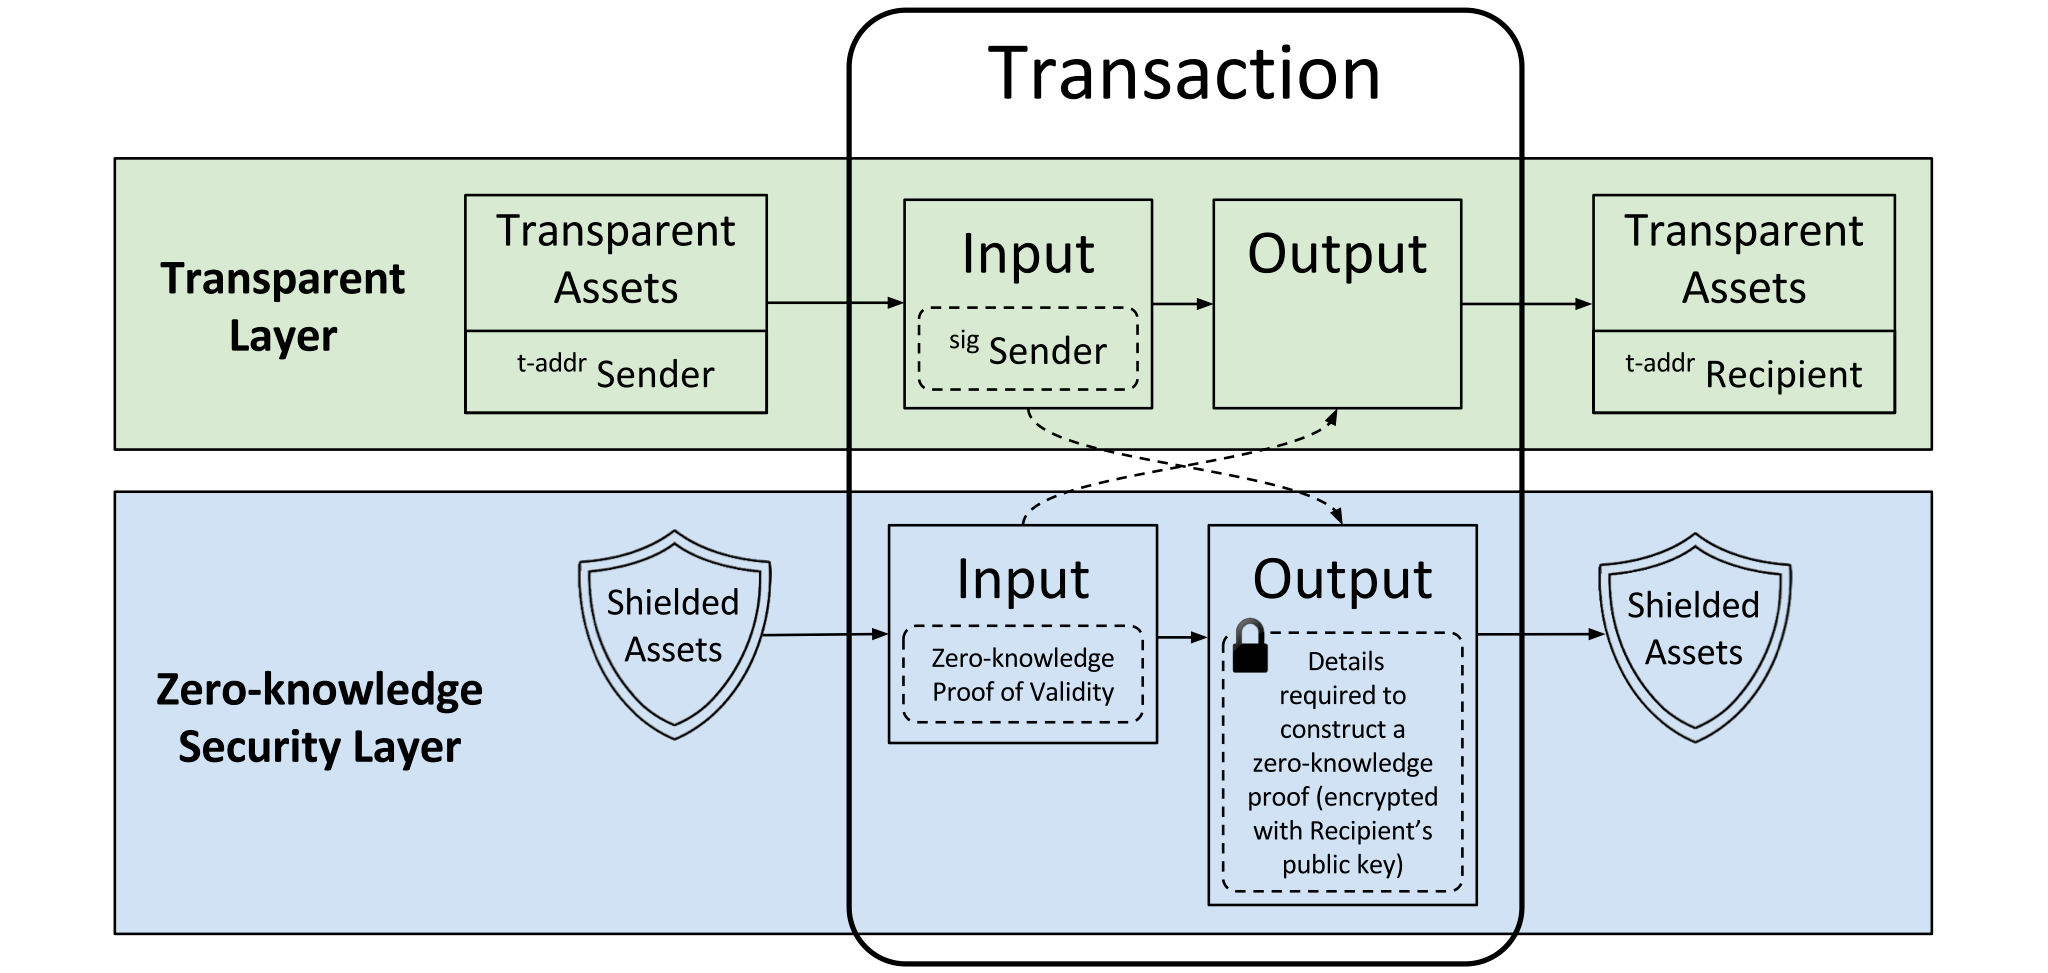 Transaction
Transparent
Layer
Transparent
Assets
t-addr Sender
Input
sig Sender
Output
Transparent
Assets
t-addr Recipient
Zero-knowledge
Security Layer
Shielded
Assets
Input
Zero-knowledge
Proof of Validity
Output
Details
required to
construct a
zero-knowledge
proof (encrypted
with Recipient’s
public key)
Shielded
Assets